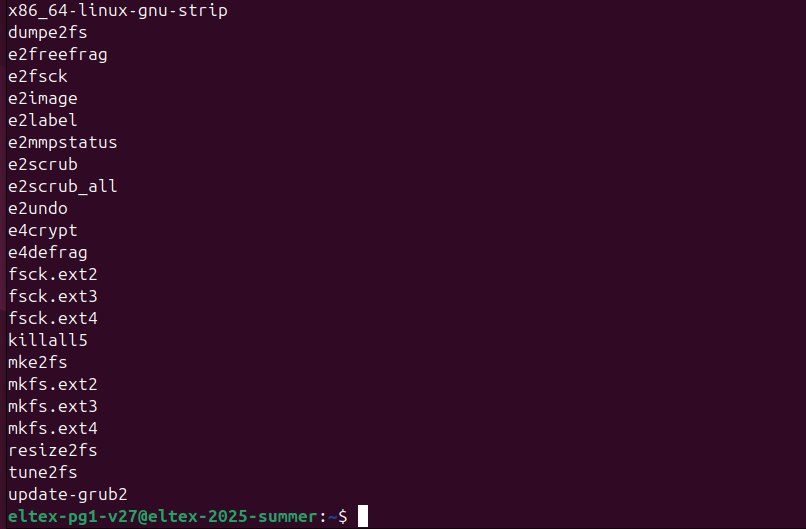 x86_64-linux-gnu-strip
dumpe2fs
e2freefrag
e2fsck
e2image
e2label
e2mmpstatus
e2scrub
e2scrub_all
e2undo
e4crypt
e4defrag
fsck.ext2
fsck.ext3
fsck.ext4
killall5
mke2fs
mkfs.ext2
mkfs.ext3
mkfs.ext4
resize2fs
tune2fs
update-grub2
eltex-pg1-v27@eltex-2025-summer:~$